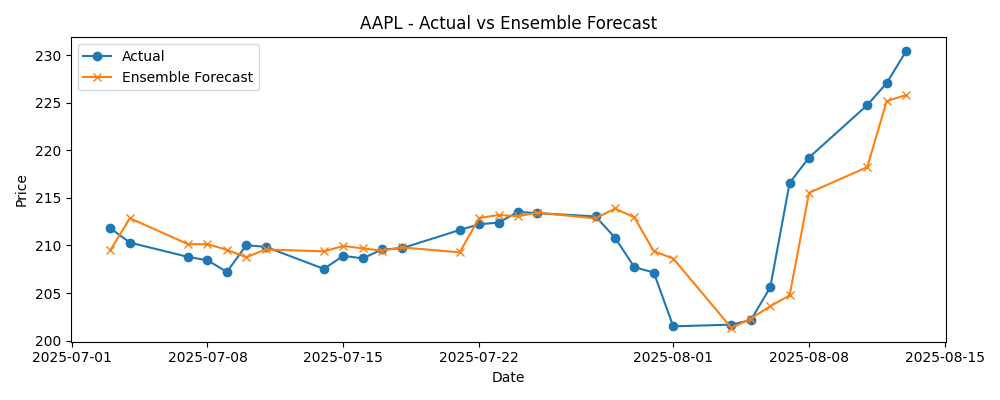 AAPL - Actual vs Ensemble Forecast
Actual
Ensemble Forecast
230
225
220
215
210
205
200
Price
2025-07-01 2025-07-08 2025-07-15 2025-07-22 2025-08-01 2025-08-08 2025-08-15
Date